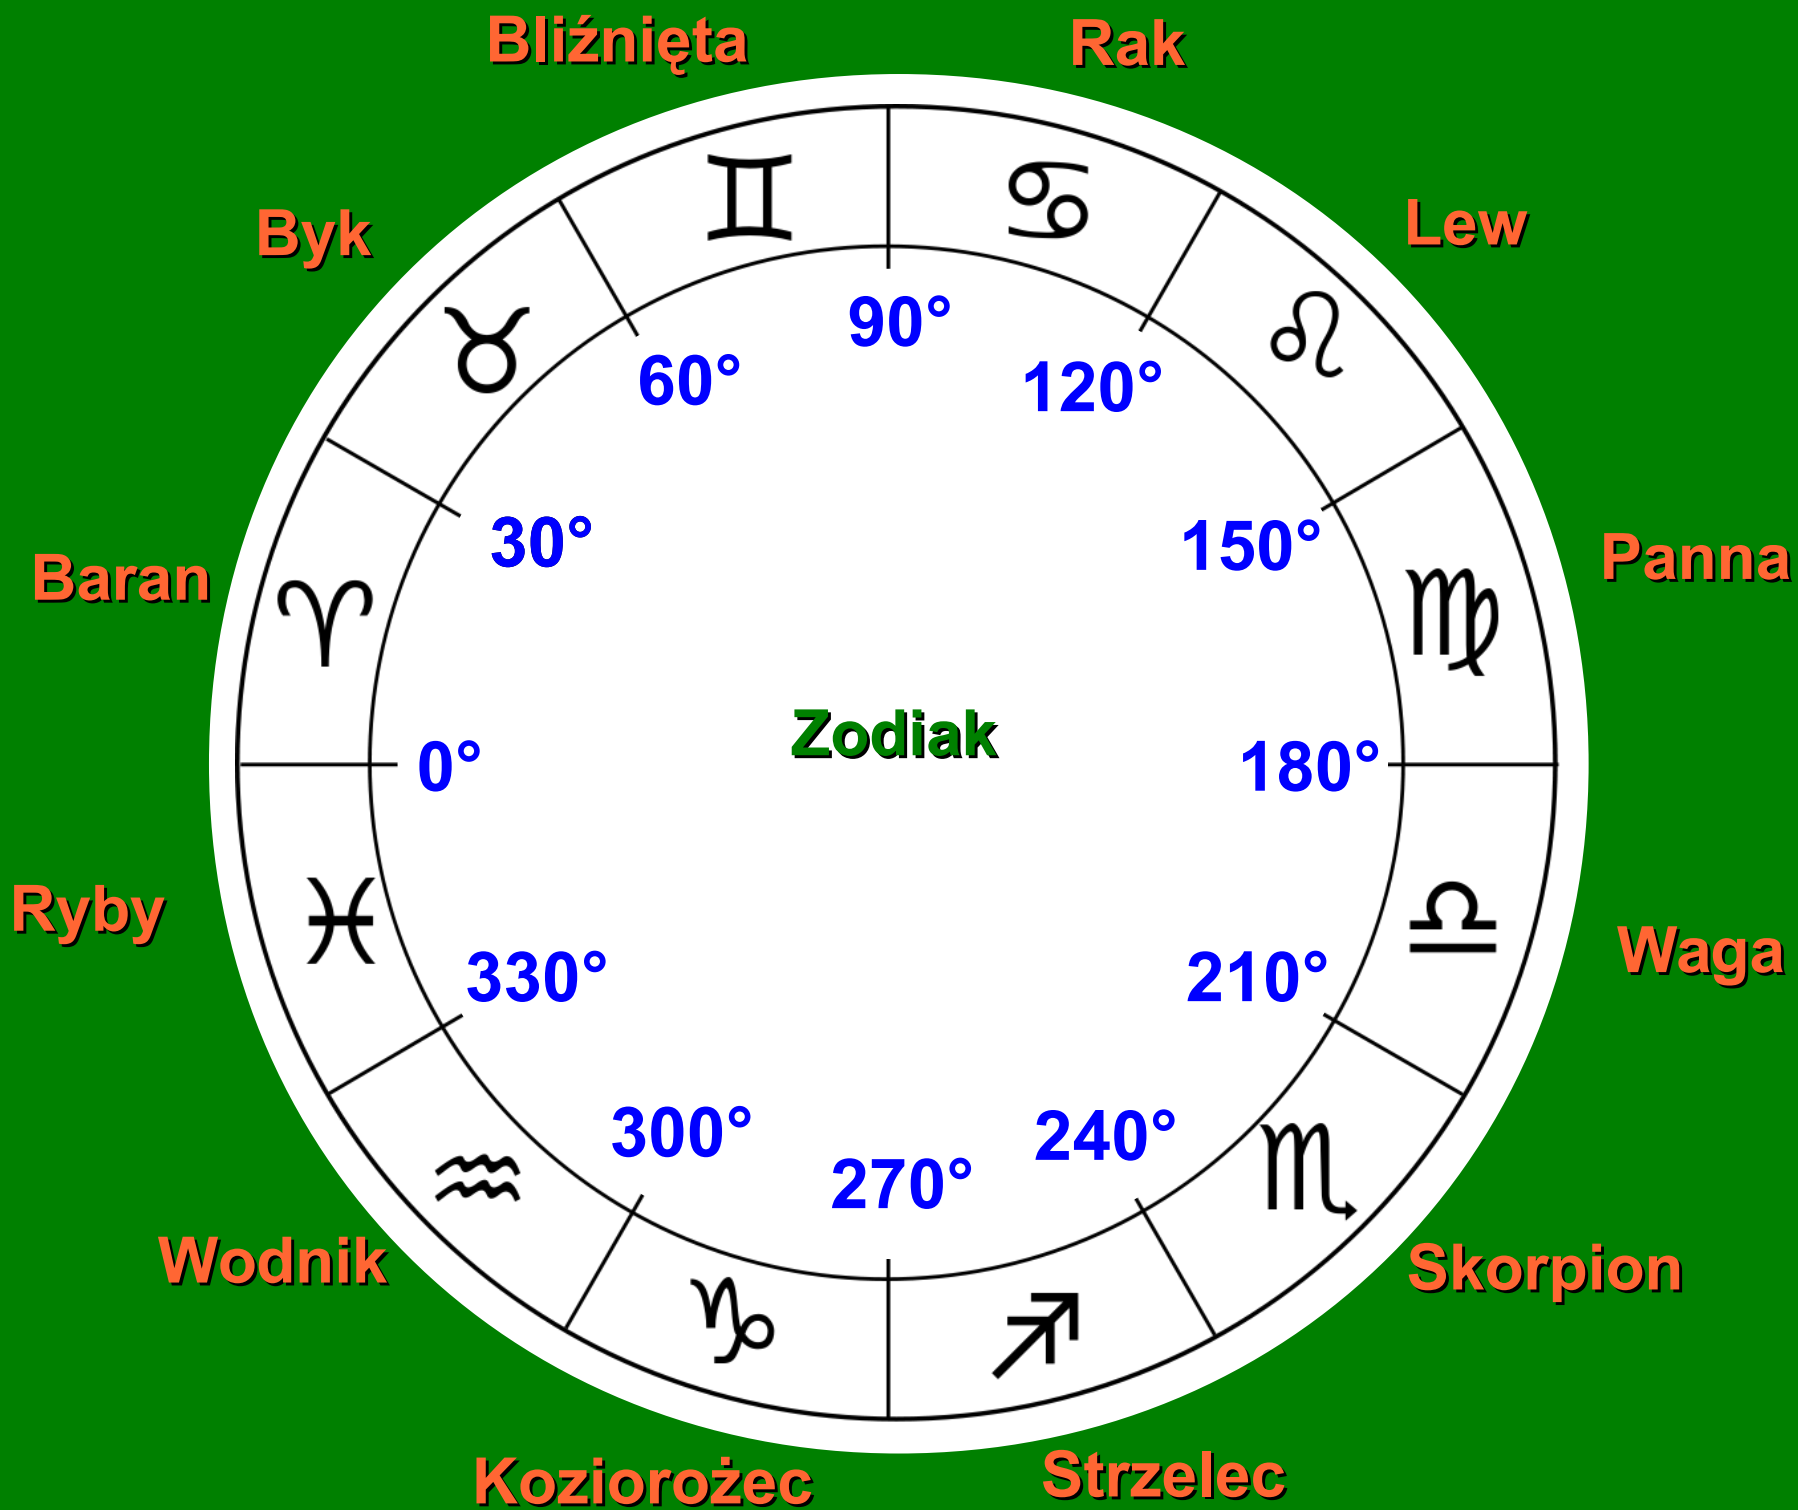 Bliźnięta
Rak
Byk
Lew
90°
60°
120°
30°
150°
Baran
Panna
Zodiak
0°
180°
Ryby
Waga
330°
210°
300°
240°
270°
Wodnik
Skorpion
Koziorożec
Strzelec